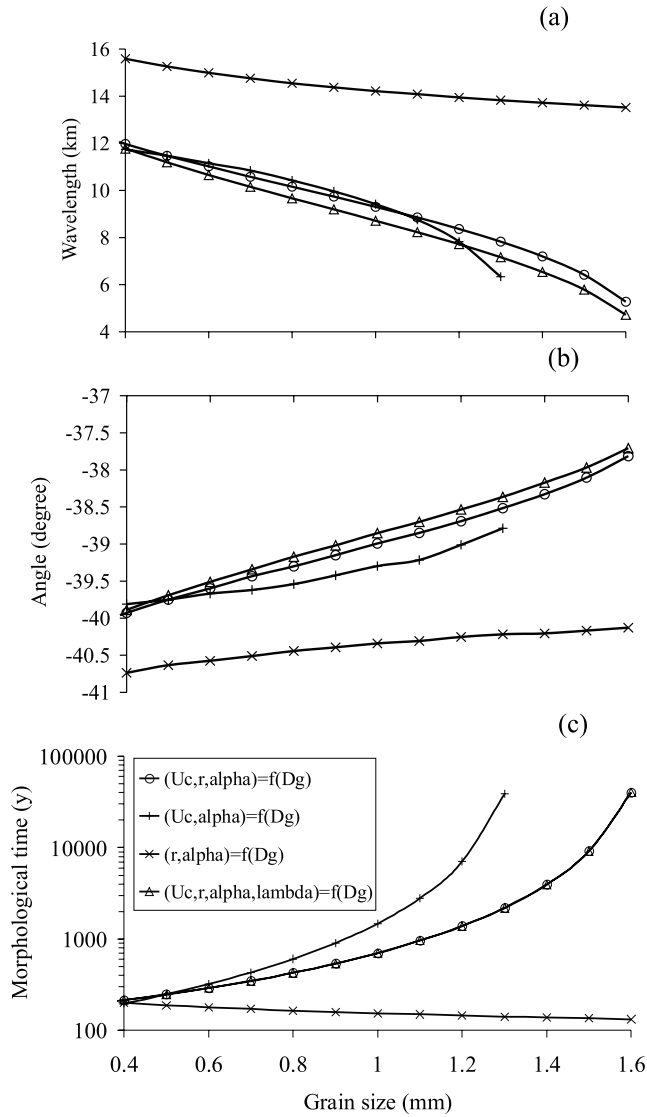 (a)
16
14
12
10
8
6
4
Wavelength (km)
(b)
-37
-37.5
-38
-38.5
-39
-39.5
-40
-40.5
-41
Angle (degree)
(c)
100000
10000
1000
100
Morphological time (y)
(Uc,r,alpha)=f(Dg)
(Uc,alpha)=f(Dg)
(r,alpha)=f(Dg)
(Uc,r,alpha,lambda)=f(Dg)
0.4 0.6 0.8 1 1.2 1.4 1.6
Grain size (mm)